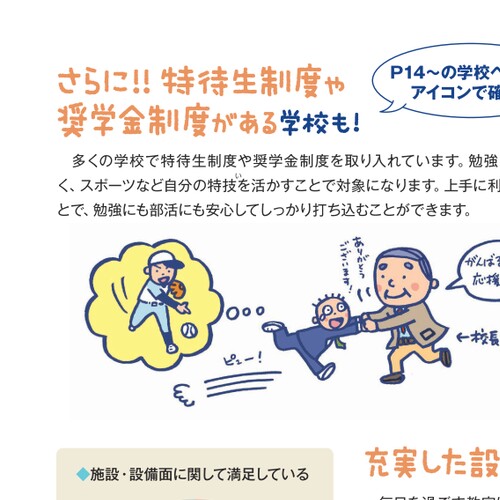 さらに!! 特待生制度や
奨学金制度がある学校も!
P14～の学校
アイコンで確
多くの学校で特待生制度や奨学金制度を取り入れています。勉強
く、スポーツなど自分の特技を活かすことで対象になります。上手に利
とで、勉強にも部活にも安心してしっかり打ち込むことができます。
ありがとう
ございます!
がんばる
応援
ピュー!
←校長
◆施設・設備面に関して満足している
充実した設